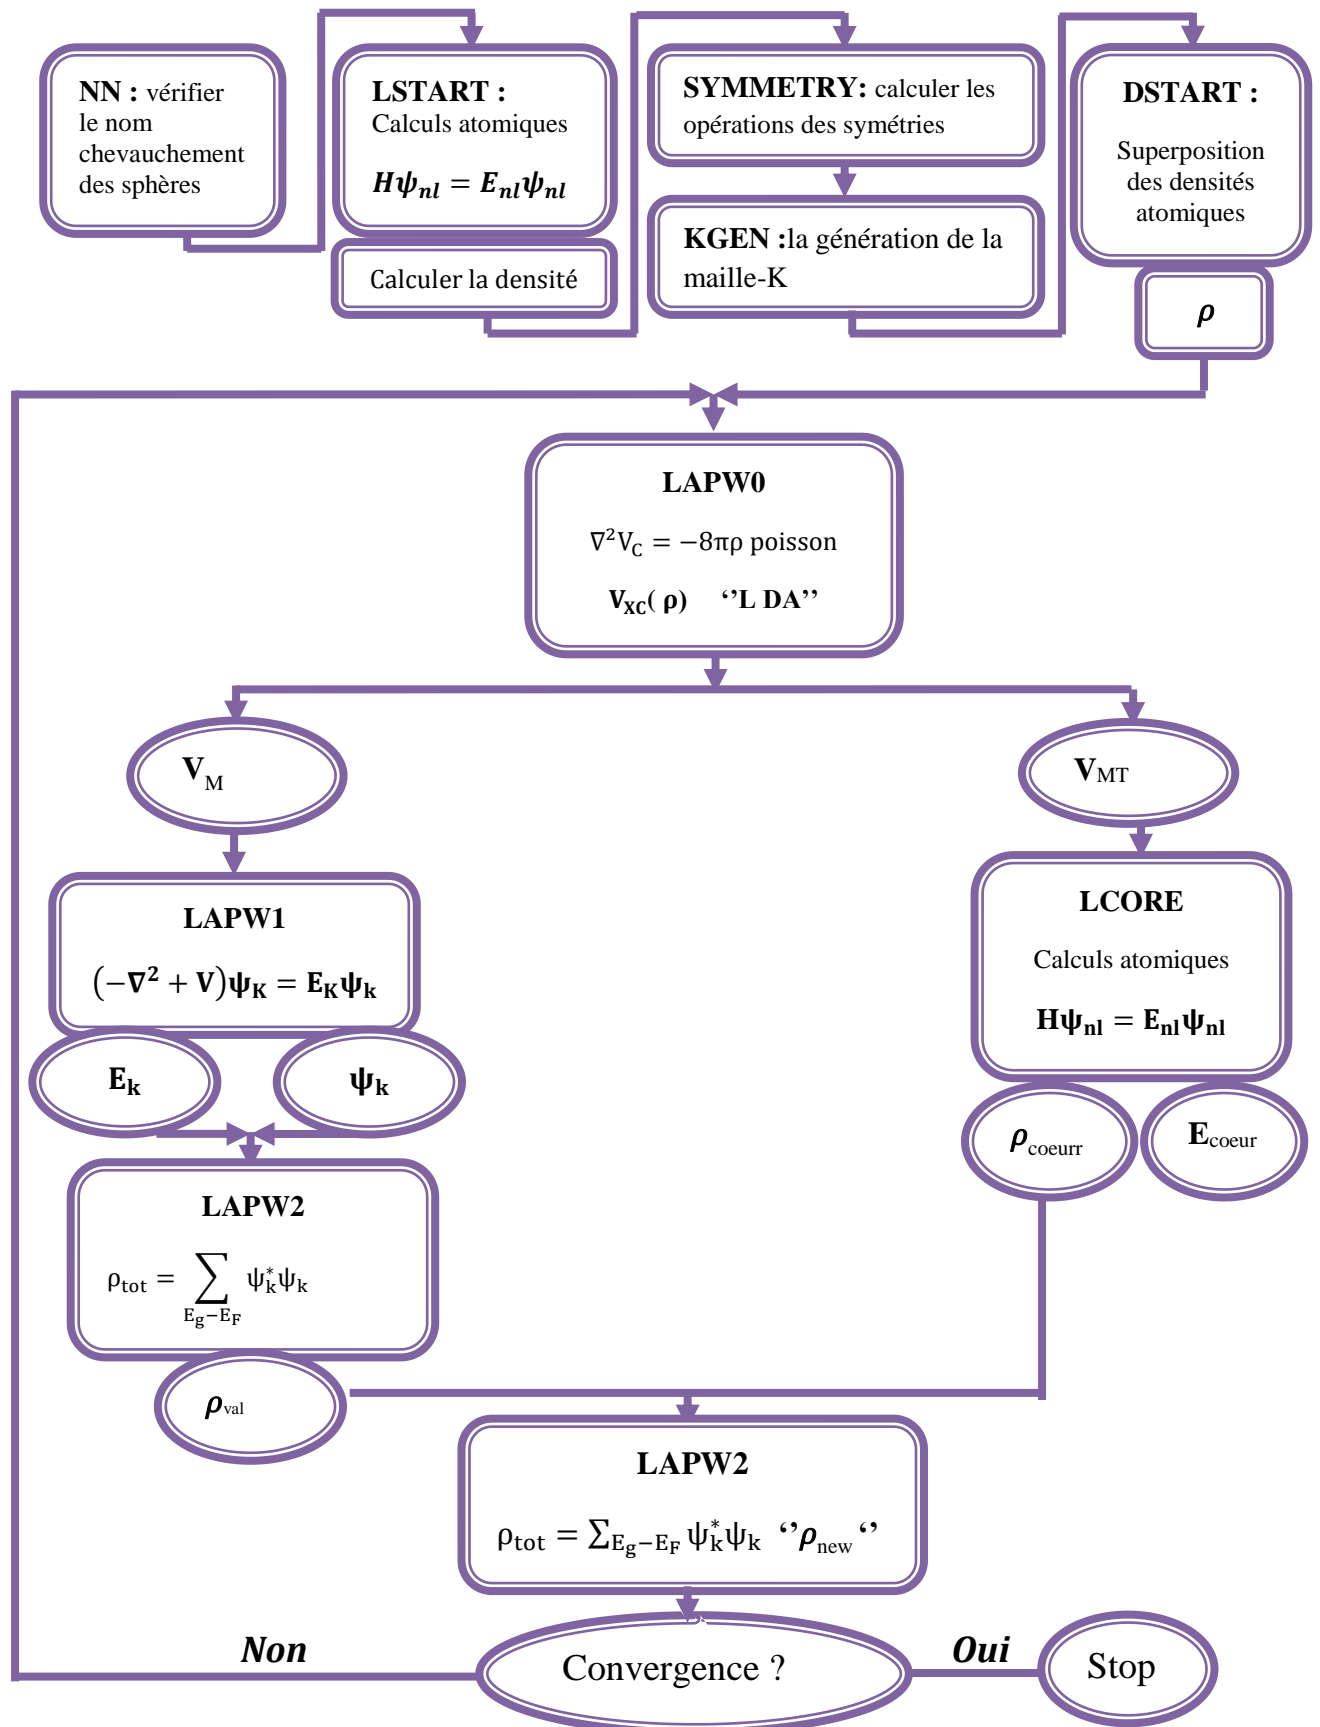 NN : vérifier
le nom
chevauchement
des sphères
LSTART :
Calculs atomiques
Hψnl = Enlψnl
Calculer la densité
SYMMETRY: calculer les
opérations des symétries
KGEN :la génération de la
maille-K
DSTART :
Superposition
des densités
atomiques
ρ
LAPW0
∇²VC = −8πρ poisson
VXC( ρ) ‘’L DA’’
VM
VMT
LAPW1
(−∇² + V)ψK = EKψk
Ek
ψk
LCORE
Calculs atomiques
Hψnl = Enlψnl
ρcoeurr
Ecoeur
LAPW2
ρtot = ∑ ψk*ψk
Eg−EF
ρval
LAPW2
ρtot = ∑Eg−EF ψk*ψk ‘’ρnew ‘’
Non
Convergence ?
Oui
Stop